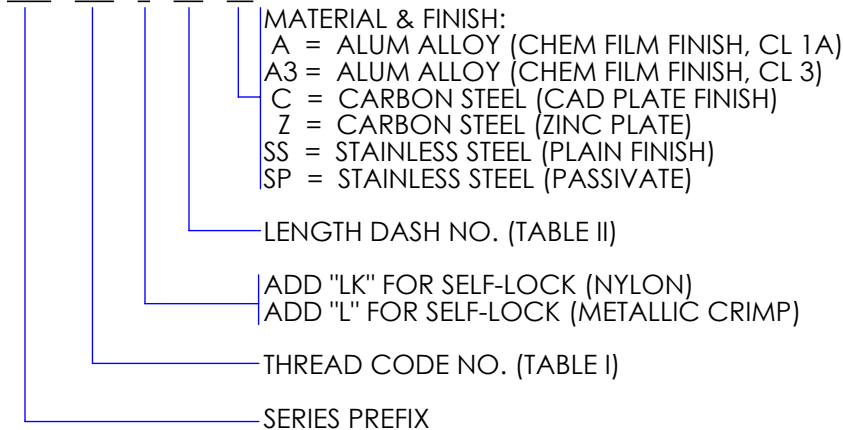 MATERIAL & FINISH:
A = ALUM ALLOY (CHEM FILM FINISH, CL 1A)
A3 = ALUM ALLOY (CHEM FILM FINISH, CL 3)
C = CARBON STEEL (CAD PLATE FINISH)
Z = CARBON STEEL (ZINC PLATE)
SS = STAINLESS STEEL (PLAIN FINISH)
SP = STAINLESS STEEL (PASSIVATE)
LENGTH DASH NO. (TABLE II)
ADD "LK" FOR SELF-LOCK (NYLON)
ADD "L" FOR SELF-LOCK (METALLIC CRIMP)
THREAD CODE NO. (TABLE I)
SERIES PREFIX